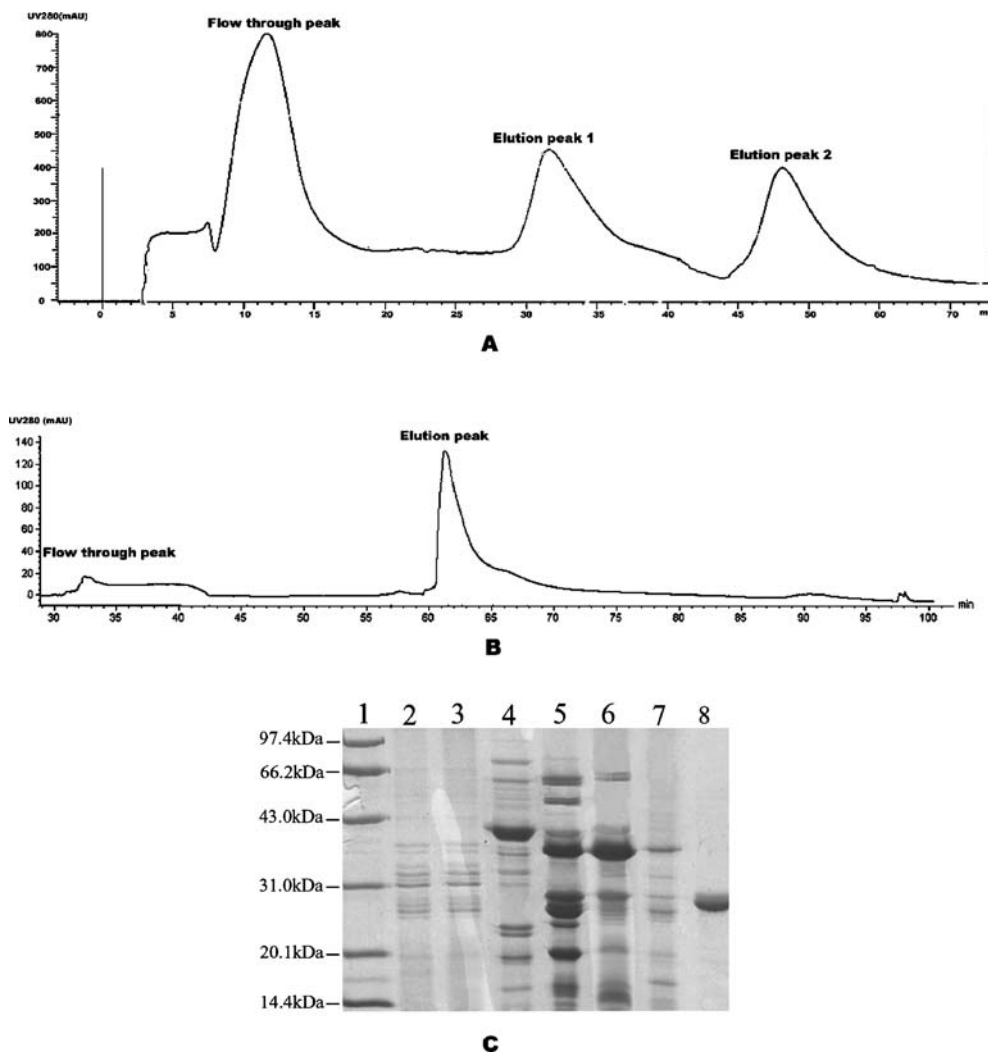 UV280(mAU)
Flow through peak
Elution peak 1
Elution peak 2
800
700
600
500
400
300
200
100
0
0 5 10 15 20 25 30 35 40 45 50 60 70 m
A
UV280 (mAU)
Elution peak
Flow through peak
140
120
100
80
60
40
20
0
30 35 40 45 50 55 60 65 70 75 80 85 90 95 100 min
B
1 2 3 4 5 6 7 8
97.4kDa
66.2kDa
43.0kDa
31.0kDa
20.1kDa
14.4kDa
C